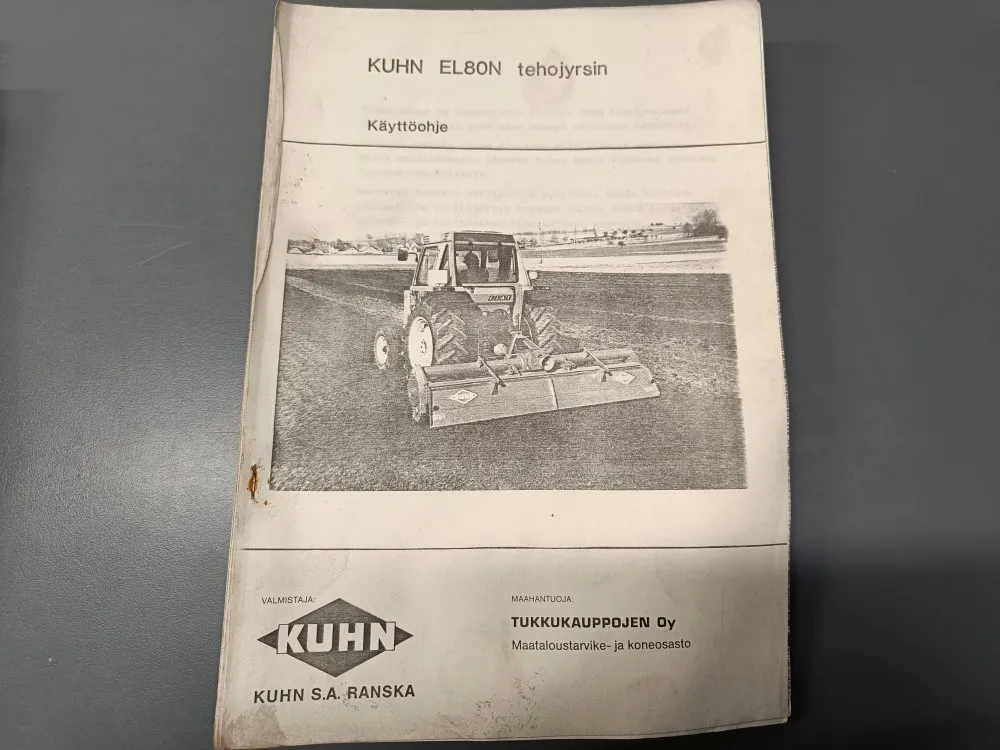 KUHN EL80N tehojyrsin
Käyttöohje
VALMISTAJA:
KUHN
KUHN S.A. RANSKA
MAAHANTUOJA:
TUKKUKAUPPOJEN Oy
Maataloustarvike- ja koneosasto